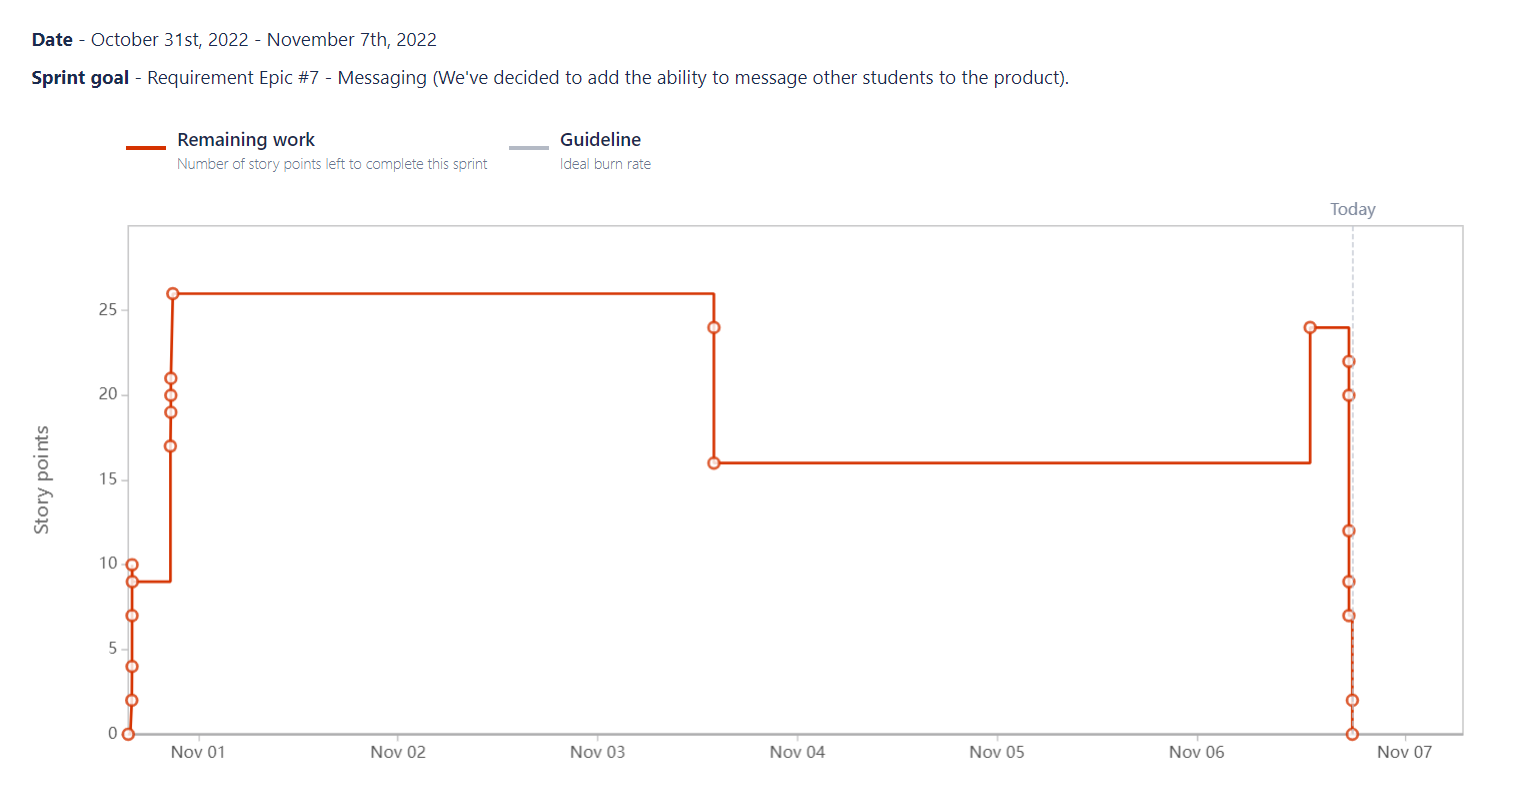 Date - October 31st, 2022 - November 7th, 2022
Sprint goal - Requirement Epic #7 - Messaging (We've decided to add the ability to message other students to the product).
Remaining work
Number of story points left to complete this sprint
Guideline
Ideal burn rate
Today
Story points
25
20
15
10
5
0
Nov 01
Nov 02
Nov 03
Nov 04
Nov 05
Nov 06
Nov 07